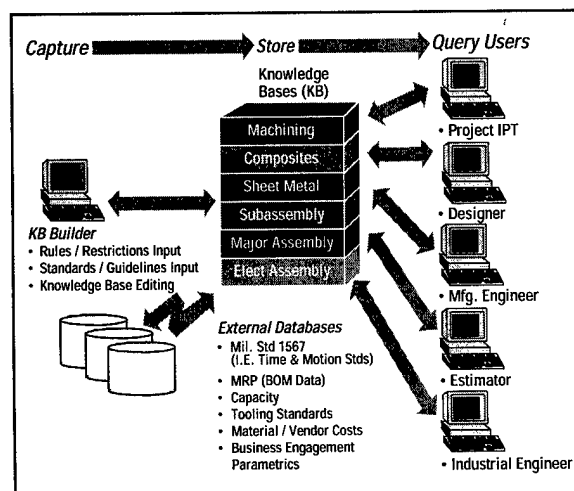 Capture
Store
Query Users
Knowledge
Bases (KB)
Machining
Composites
Sheet Metal
Subassembly
Major Assembly
Elect Assembly
KB Builder
• Rules / Restrictions Input
• Standards / Guidelines Input
• Knowledge Base Editing
External Databases
• Mil. Std 1567
(I.E. Time & Motion Stds)
• MRP (BOM Data)
• Capacity
• Tooling Standards
• Material / Vendor Costs
• Business Engagement
Parametrics
• Project IPT
• Designer
• Mfg. Engineer
• Estimator
• Industrial Engineer